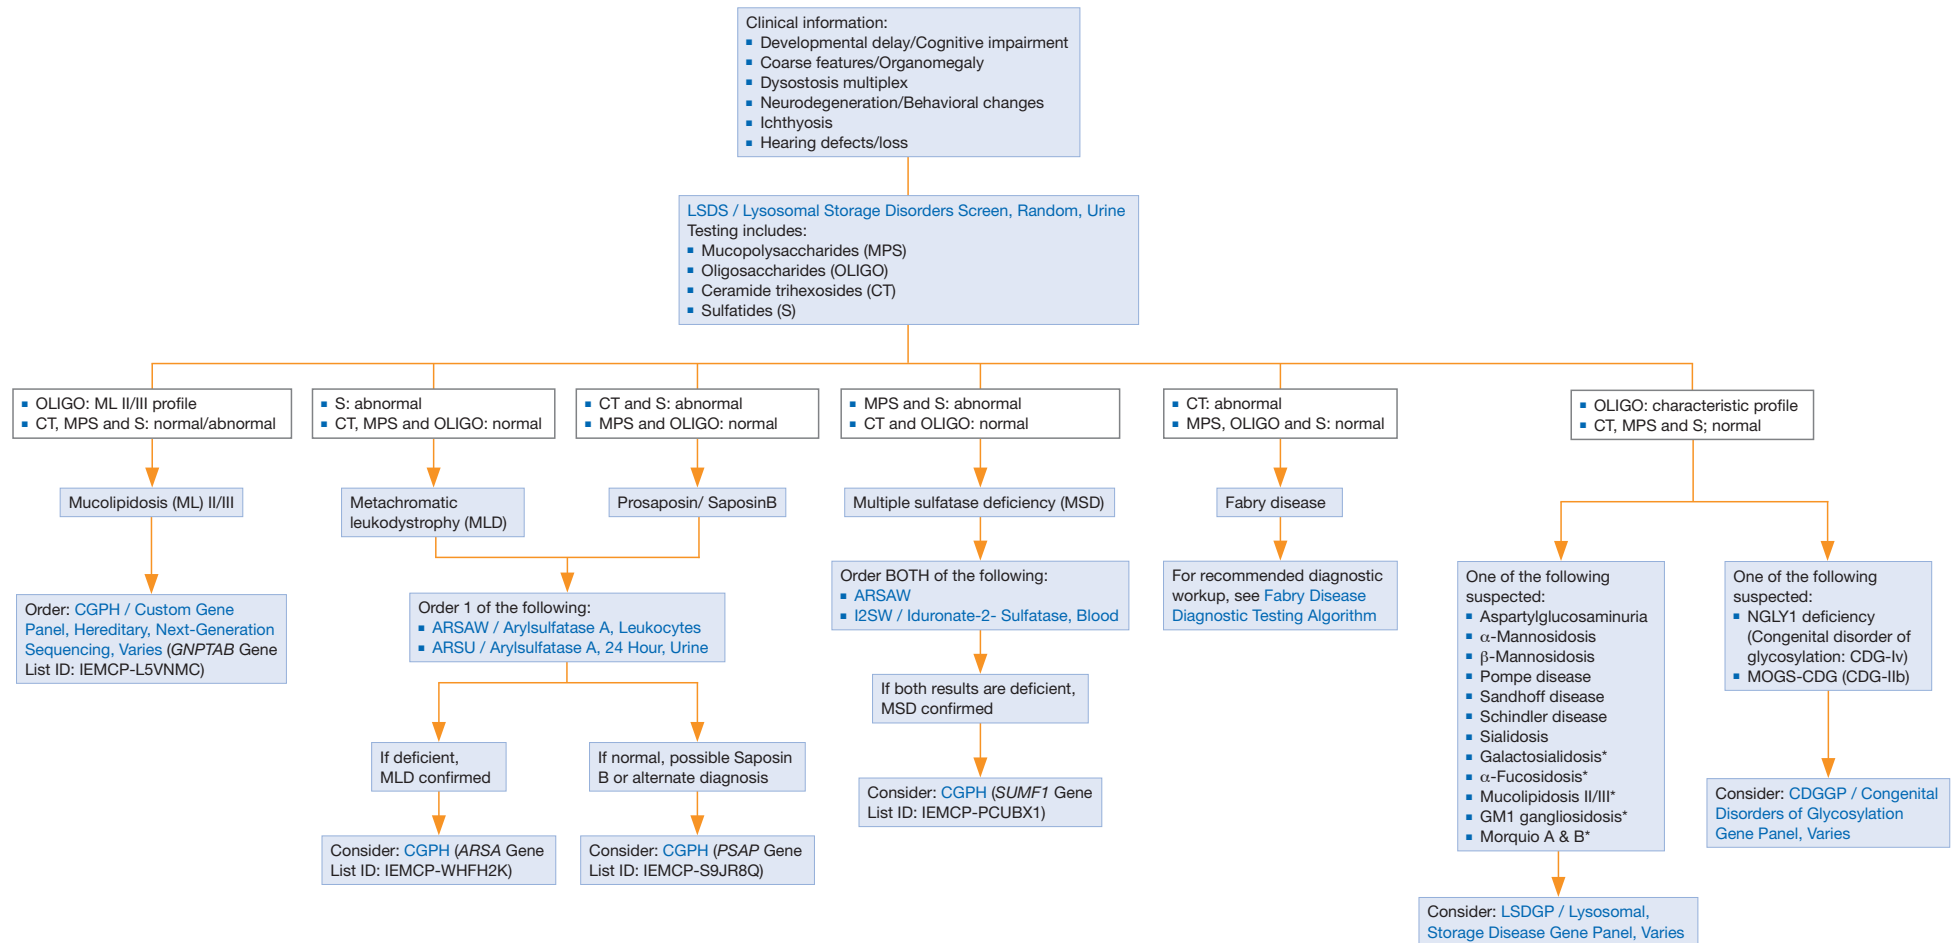 Clinical information:
▪ Developmental delay/Cognitive impairment
▪ Coarse features/Organomegaly
▪ Dysostosis multiplex
▪ Neurodegeneration/Behavioral changes
▪ Ichthyosis
▪ Hearing defects/loss
LSDS / Lysosomal Storage Disorders Screen, Random, Urine
Testing includes:
▪ Mucopolysaccharides (MPS)
▪ Oligosaccharides (OLIGO)
▪ Ceramide trihexosides (CT)
▪ Sulfatides (S)
▪ OLIGO: ML II/III profile
▪ CT, MPS and S: normal/abnormal
▪ S: abnormal
▪ CT, MPS and OLIGO: normal
▪ CT and S: abnormal
▪ MPS and OLIGO: normal
▪ MPS and S: abnormal
▪ CT and OLIGO: normal
▪ CT: abnormal
▪ MPS, OLIGO and S: normal
▪ OLIGO: characteristic profile
▪ CT, MPS and S; normal
Mucolipidosis (ML) II/III
Metachromatic
leukodystrophy (MLD)
Prosaposin/ SaposinB
Multiple sulfatase deficiency (MSD)
Fabry disease
Order: CGPH / Custom Gene
Panel, Hereditary, Next-Generation
Sequencing, Varies (GNPTAB Gene
List ID: IEMCP-L5VNMC)
Order 1 of the following:
▪ ARSAW / Arylsulfatase A, Leukocytes
▪ ARSU / Arylsulfatase A, 24 Hour, Urine
Order BOTH of the following:
▪ ARSAW
▪ I2SW / Iduronate-2- Sulfatase, Blood
For recommended diagnostic
workup, see Fabry Disease
Diagnostic Testing Algorithm
One of the following
suspected:
▪ Aspartylglucosaminuria
▪ α-Mannosidosis
▪ β-Mannosidosis
▪ Pompe disease
▪ Sandhoff disease
▪ Schindler disease
▪ Sialidosis
▪ Galactosialidosis*
▪ α-Fucosidosis*
▪ Mucolipidosis II/III*
▪ GM1 gangliosidosis*
▪ Morquio A & B*
One of the following
suspected:
▪ NGLY1 deficiency
(Congenital disorder of
glycosylation: CDG-Iv)
▪ MOGS-CDG (CDG-IIb)
If deficient,
MLD confirmed
If normal, possible Saposin
B or alternate diagnosis
If both results are deficient,
MSD confirmed
Consider: CGPH (ARSA Gene
List ID: IEMCP-WHFH2K)
Consider: CGPH (PSAP Gene
List ID: IEMCP-S9JR8Q)
Consider: CGPH (SUMF1 Gene
List ID: IEMCP-PCUBX1)
Consider: CDGGP / Congenital
Disorders of Glycosylation
Gene Panel, Varies
Consider: LSDGP / Lysosomal,
Storage Disease Gene Panel, Varies